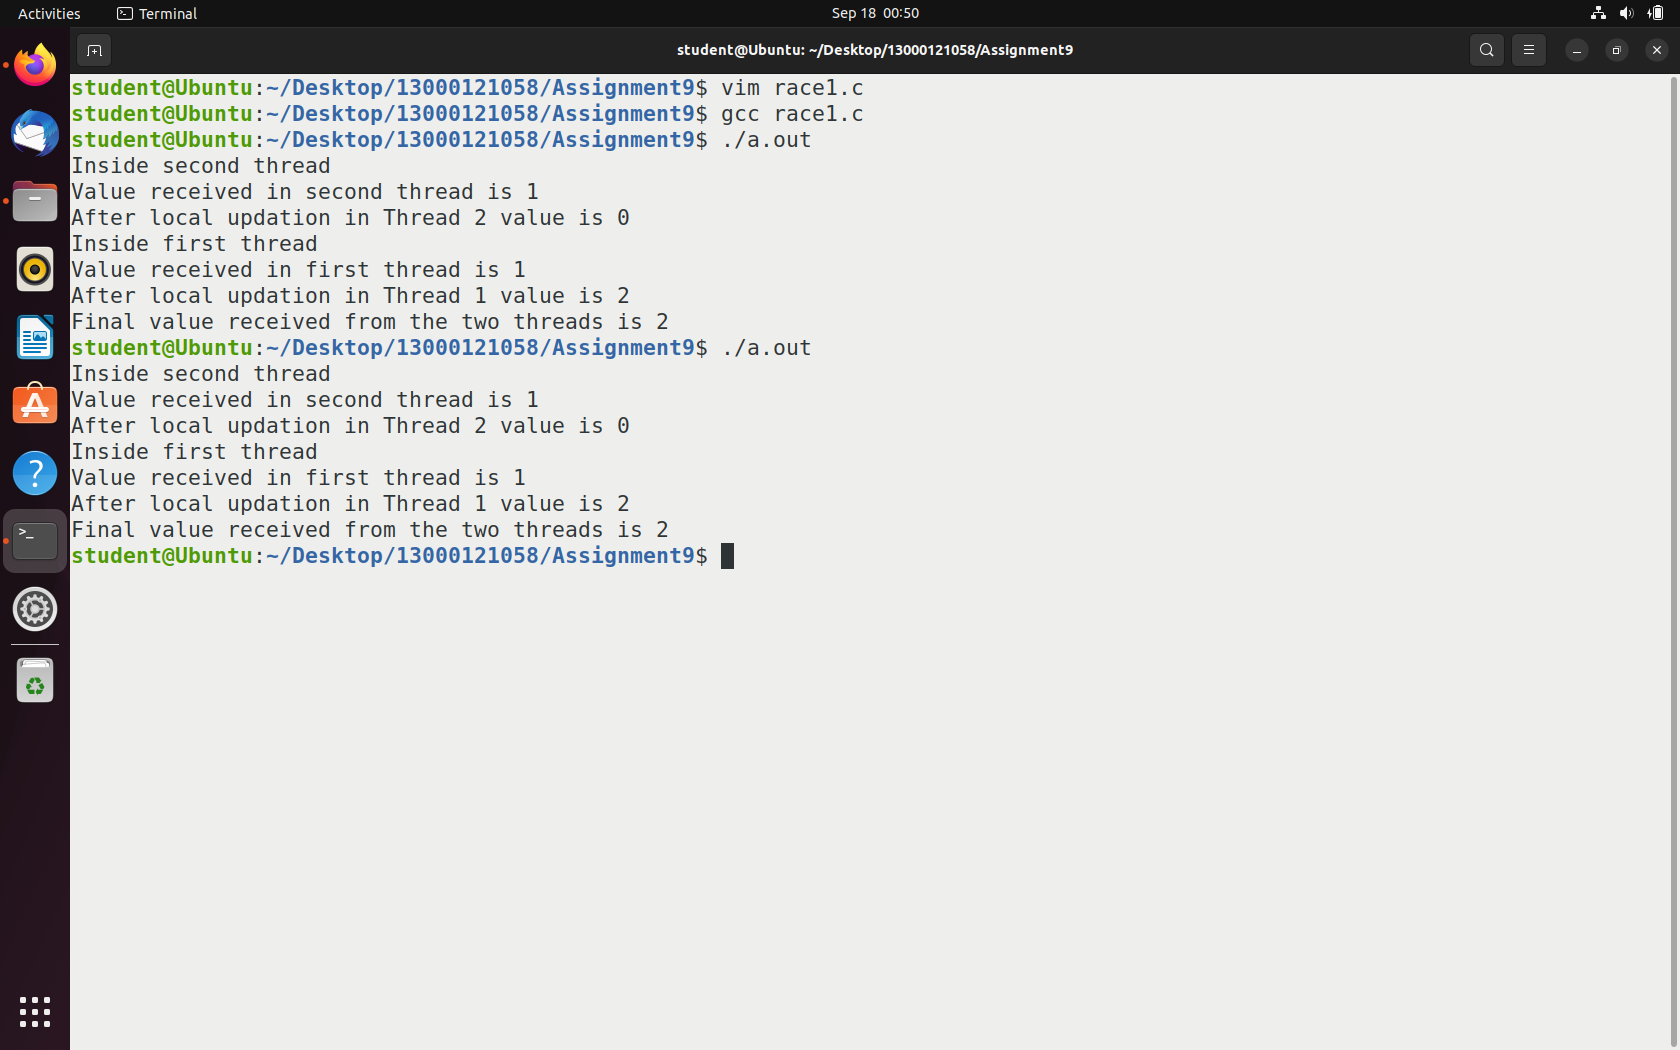 Activities
Terminal
Sep 18 00:50
student@Ubuntu: ~/Desktop/13000121058/Assignment9
student@Ubuntu:~/Desktop/13000121058/Assignment9$ vim race1.c
student@Ubuntu:~/Desktop/13000121058/Assignment9$ gcc race1.c
student@Ubuntu:~/Desktop/13000121058/Assignment9$ ./a.out
Inside second thread
Value received in second thread is 1
After local updation in Thread 2 value is 0
Inside first thread
Value received in first thread is 1
After local updation in Thread 1 value is 2
Final value received from the two threads is 2
student@Ubuntu:~/Desktop/13000121058/Assignment9$ ./a.out
Inside second thread
Value received in second thread is 1
After local updation in Thread 2 value is 0
Inside first thread
Value received in first thread is 1
After local updation in Thread 1 value is 2
Final value received from the two threads is 2
student@Ubuntu:~/Desktop/13000121058/Assignment9$